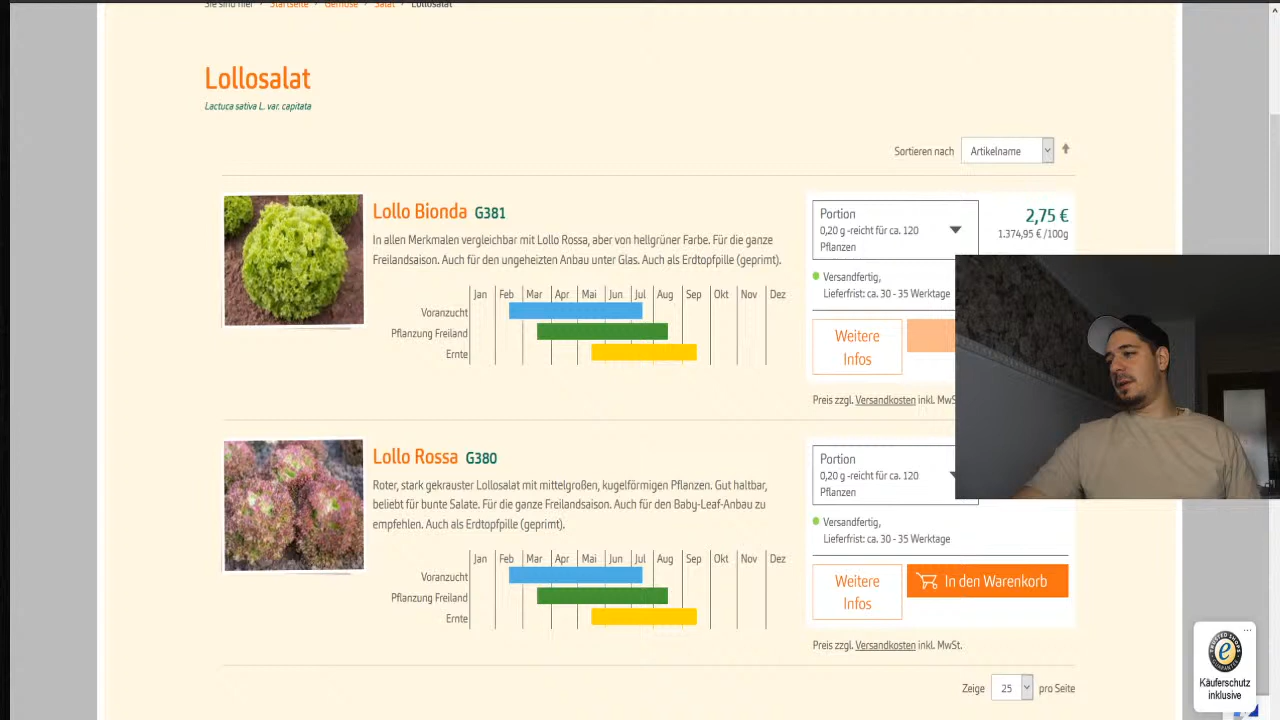 Sie sind hier Startseite Gemüse Salat Lollosalat
Lollosalat
Lactuca sativa L. var. capitata
Sortieren nach Artikelname
Lollo Bionda G381
In allen Merkmalen vergleichbar mit Lollo Rossa, aber von hellgrüner Farbe. Für die ganze
Freilandsaison. Auch für den ungeheizten Anbau unter Glas. Auch als Erdtopfpille (geprimt).
Jan Feb Mar Apr Mai Jun Jul Aug Sep Okt Nov Dez
Voranzucht
Pflanzung Freiland
Ernte
Portion
0,20 g -reicht für ca. 120
Pflanzen
2,75 €
1.374,95 € /100g
Versandfertig,
Lieferfrist: ca. 30 - 35 Werktage
Weitere
Infos
Preis zzgl. Versandkosten inkl. MwS
Lollo Rossa G380
Roter, stark gekrauster Lollosalat mit mittelgroßen, kugelförmigen Pflanzen. Gut haltbar,
beliebt für bunte Salate. Für die ganze Freilandsaison. Auch für den Baby-Leaf-Anbau zu
empfehlen. Auch als Erdtopfpille (geprimt).
Jan Feb Mar Apr Mai Jun Jul Aug Sep Okt Nov Dez
Voranzucht
Pflanzung Freiland
Ernte
Portion
0,20 g -reicht für ca. 120
Pflanzen
Versandfertig,
Lieferfrist: ca. 30 - 35 Werktage
Weitere
Infos
In den Warenkorb
Preis zzgl. Versandkosten inkl. MwSt.
Zeige 25 pro Seite
Käuferschutz
inklusive